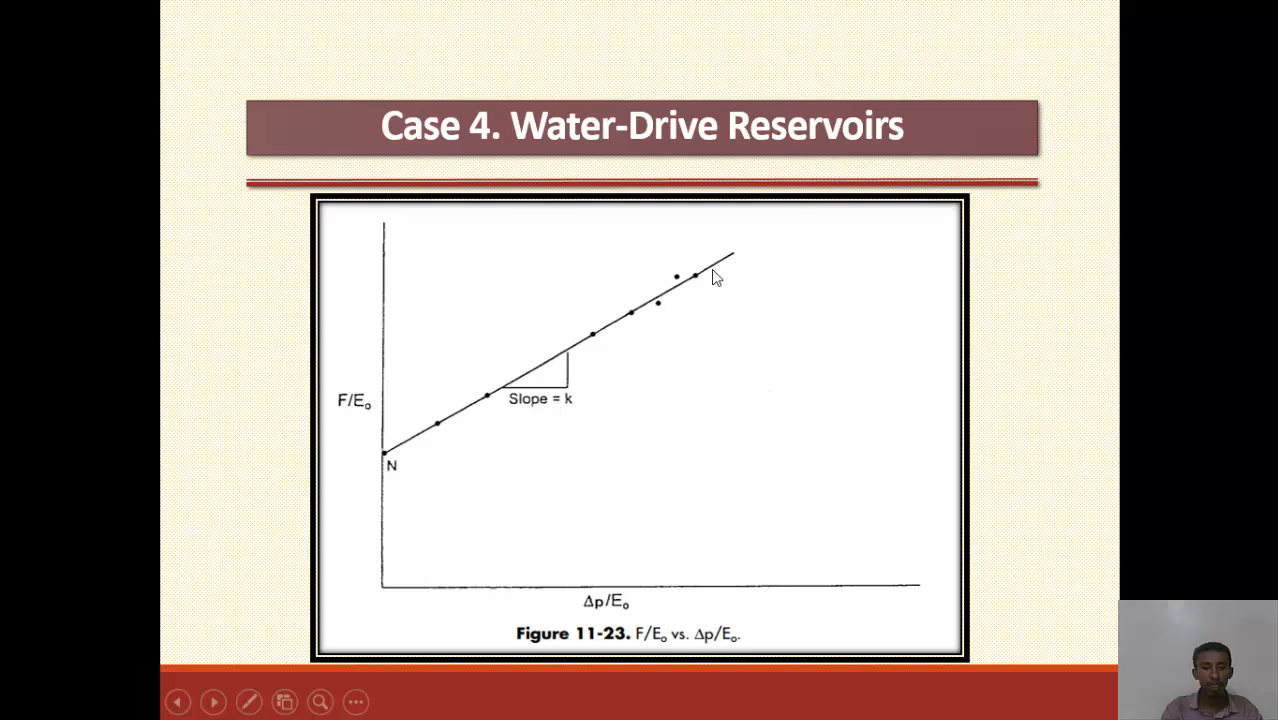 Case 4. Water-Drive Reservoirs
F/Eₒ
Slope = k
N
Δp/Eₒ
Figure 11-23. F/Eₒ vs. Δp/Eₒ.